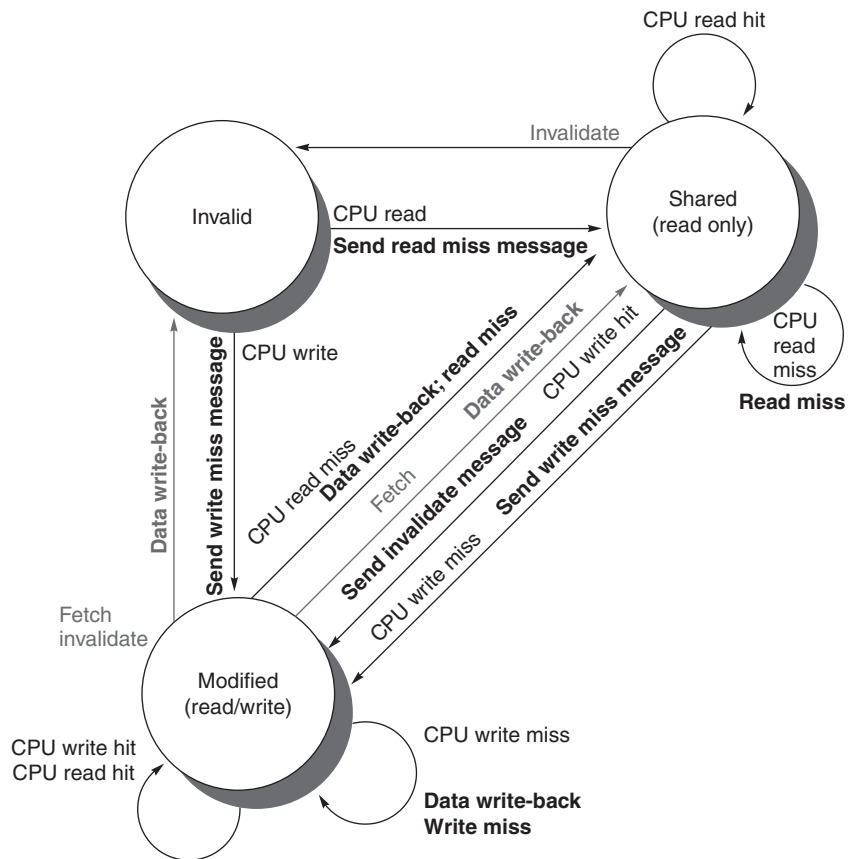 CPU read hit
Invalidate
Invalid
Shared
(read only)
CPU read
Send read miss message
CPU write
Send write miss message
Data write-back
Fetch
invalidate
CPU read miss
Data write-back; read miss
Fetch
Data write-back
CPU write hit
Send invalidate message
CPU write miss
Send write miss message
CPU
read
miss
Read miss
Modified
(read/write)
CPU write hit
CPU read hit
CPU write miss
Data write-back
Write miss